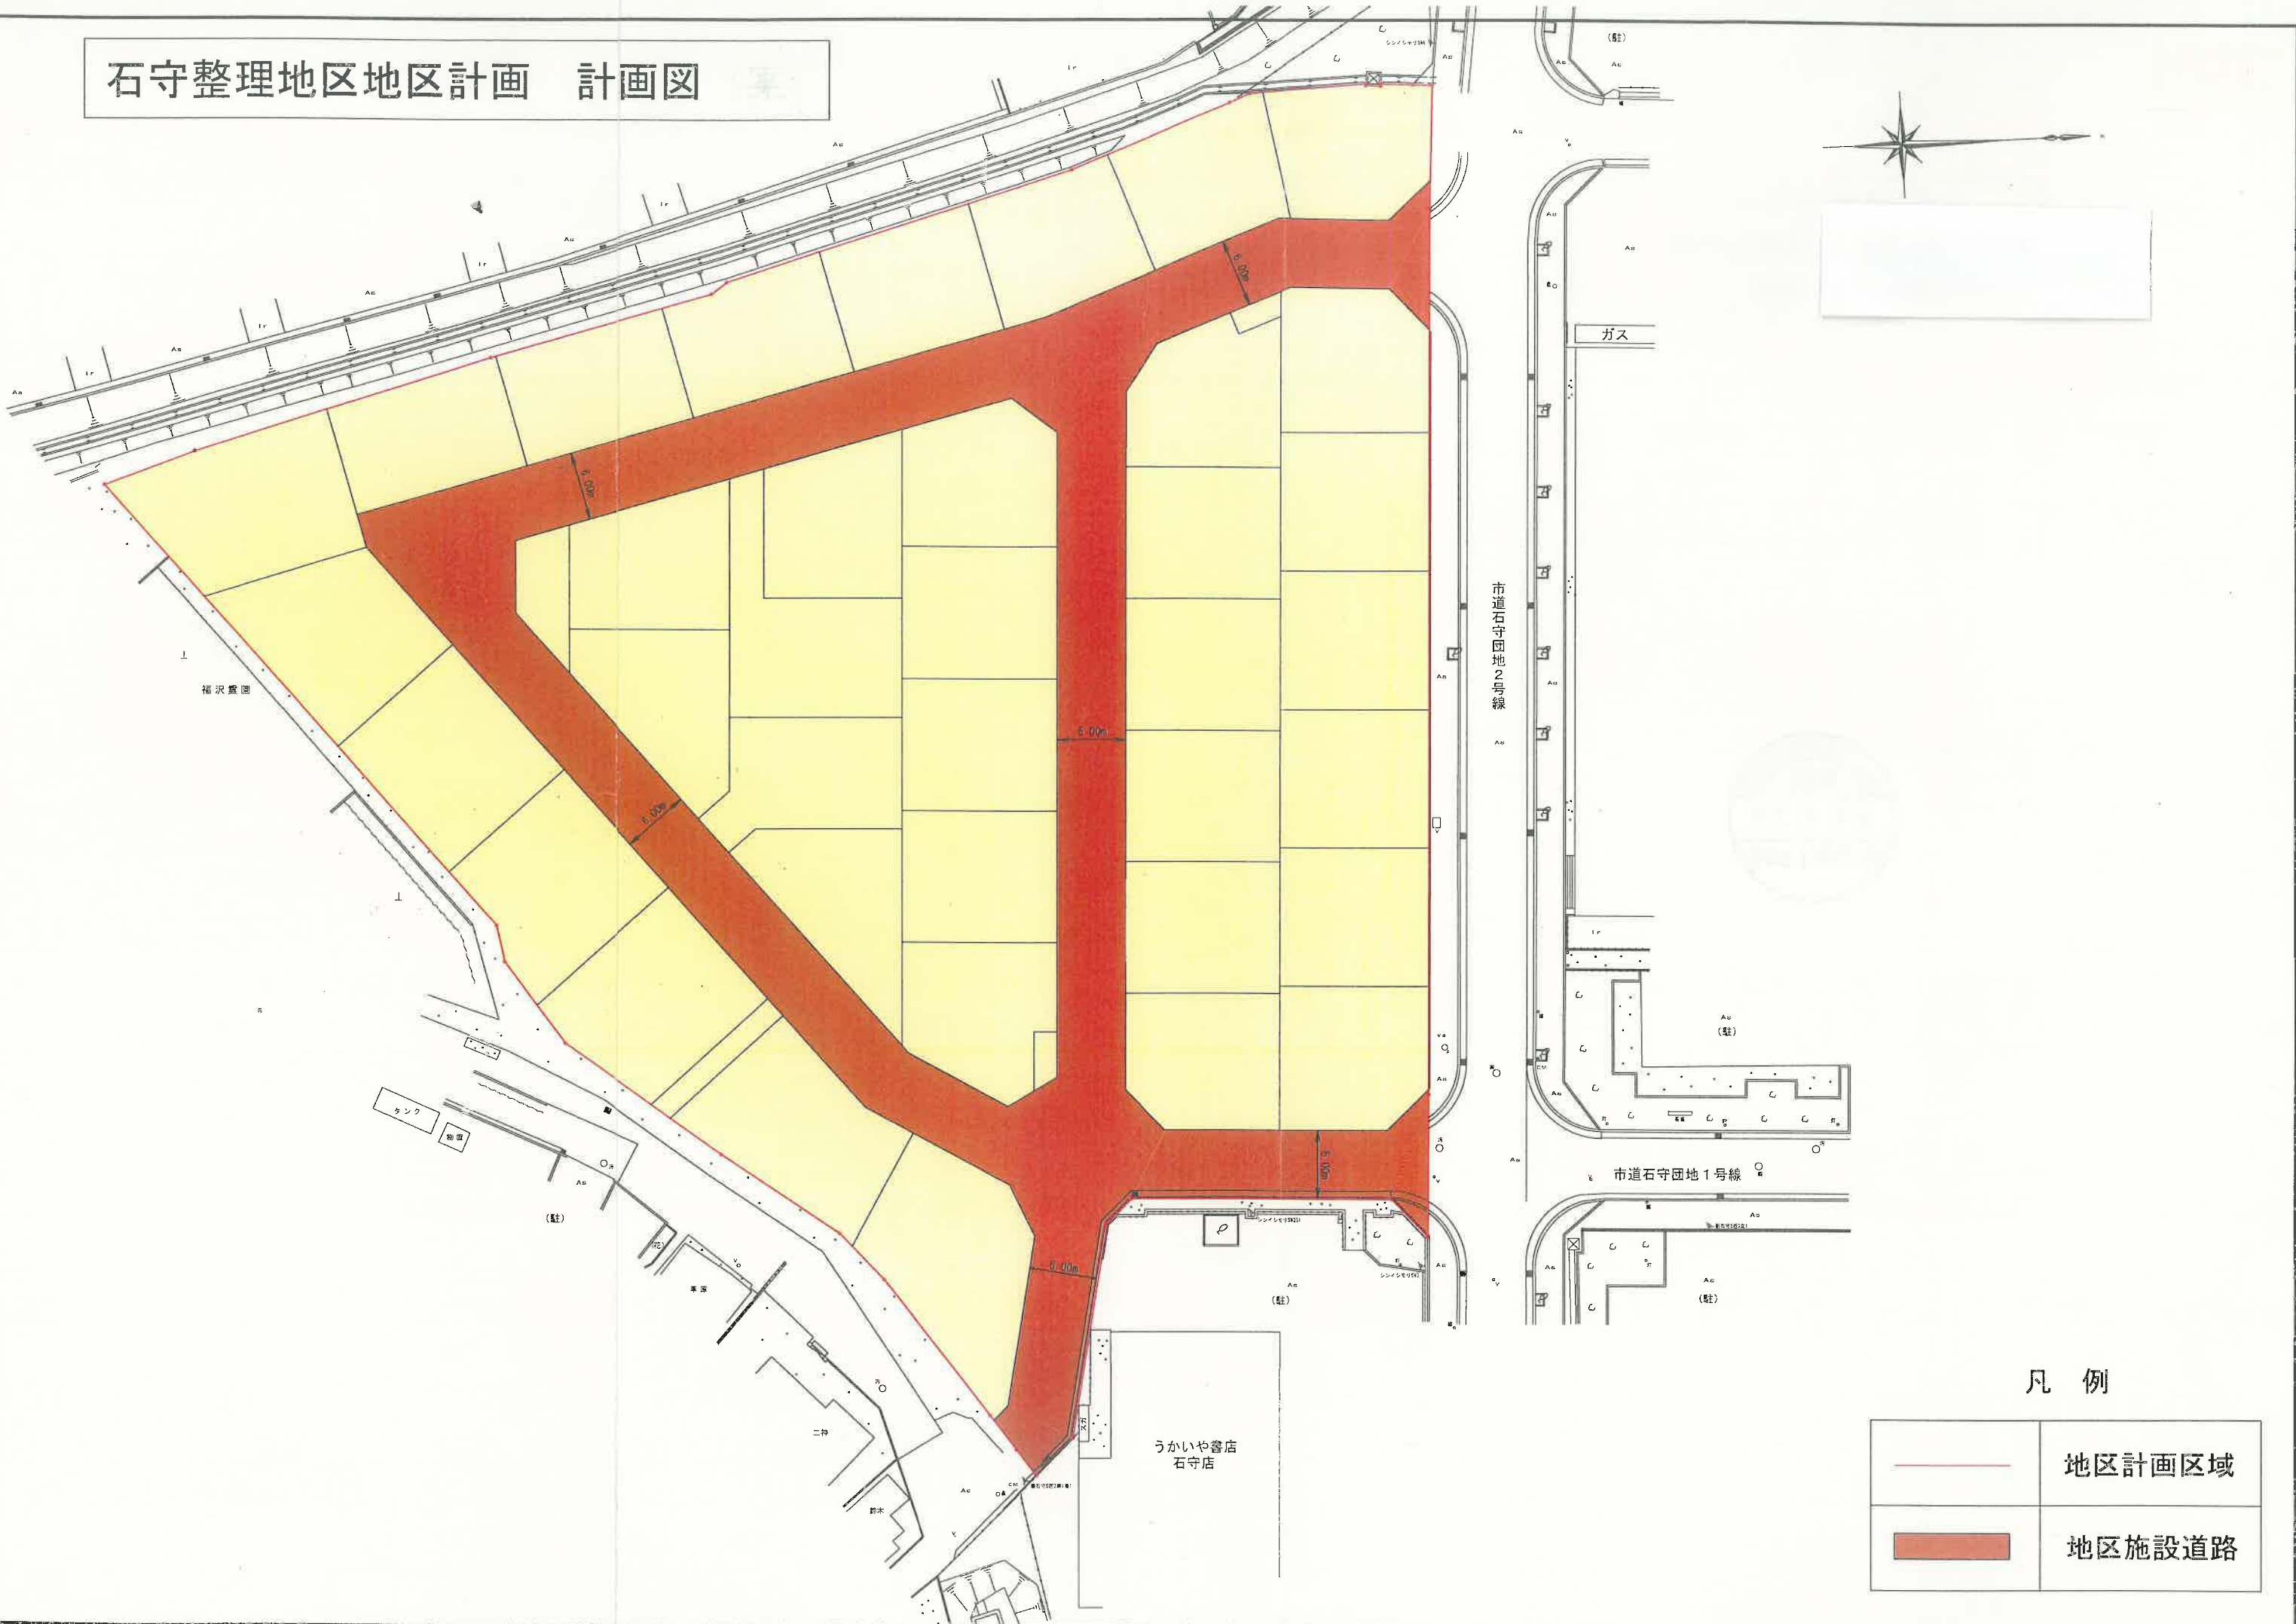 石守整理地区地区計画　計画図
(駐)
ガス
6.00m
6.00m
市道石守団地2号線
福沢霊園
6.00m
6.00m
(駐)
タンク
物置
市道石守団地1号線
6.00m
(駐)
6.00m
(駐)
(駐)
ガス
うかいや書店
石守店
二神
鈴木
凡　例
地区計画区域
地区施設道路